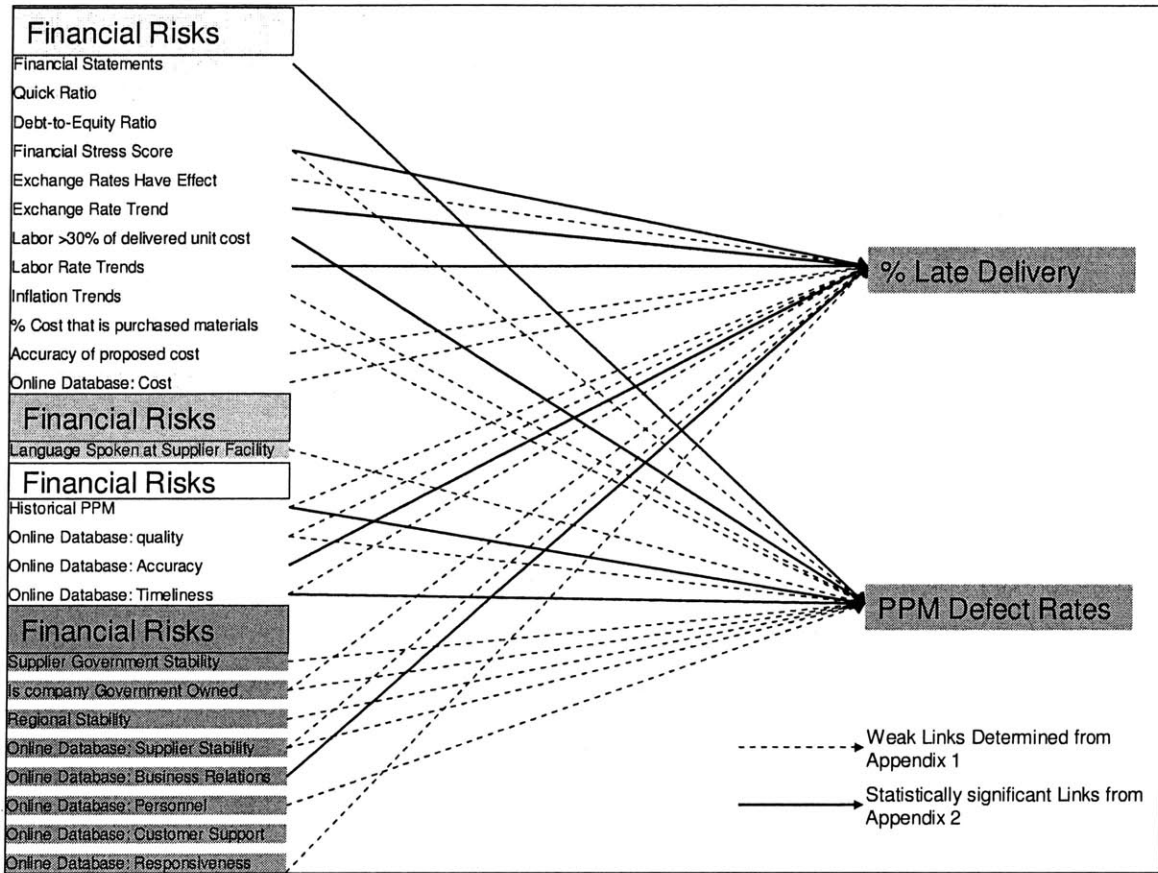 Financial Risks
Financial Statements
Quick Ratio
Debt-to-Equity Ratio
Financial Stress Score
Exchange Rates Have Effect
Exchange Rate Trend
Labor >30% of delivered unit cost
Labor Rate Trends
Inflation Trends
% Cost that is purchased materials
Accuracy of proposed cost
Online Database: Cost
Financial Risks
Language Spoken at Supplier Facility
Financial Risks
Historical PPM
Online Database: quality
Online Database: Accuracy
Online Database: Timeliness
Financial Risks
Supplier Government Stability
Is company Government Owned
Regional Stability
Online Database: Supplier Stability
Online Database: Business Relations
Online Database: Personnel
Online Database: Customer Support
Online Database: Responsiveness
% Late Delivery
PPM Defect Rates
Weak Links Determined from
Appendix 1
Statistically significant Links from
Appendix 2